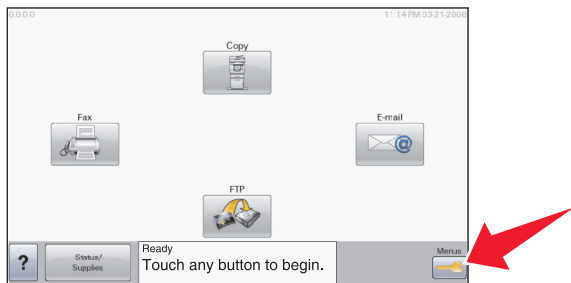 0.0.0.0
11:14 PM 03-21-2008
Copy
Fax
E-mail
FTP
?
Status/
Supplies
Ready
Touch any button to begin.
Menus